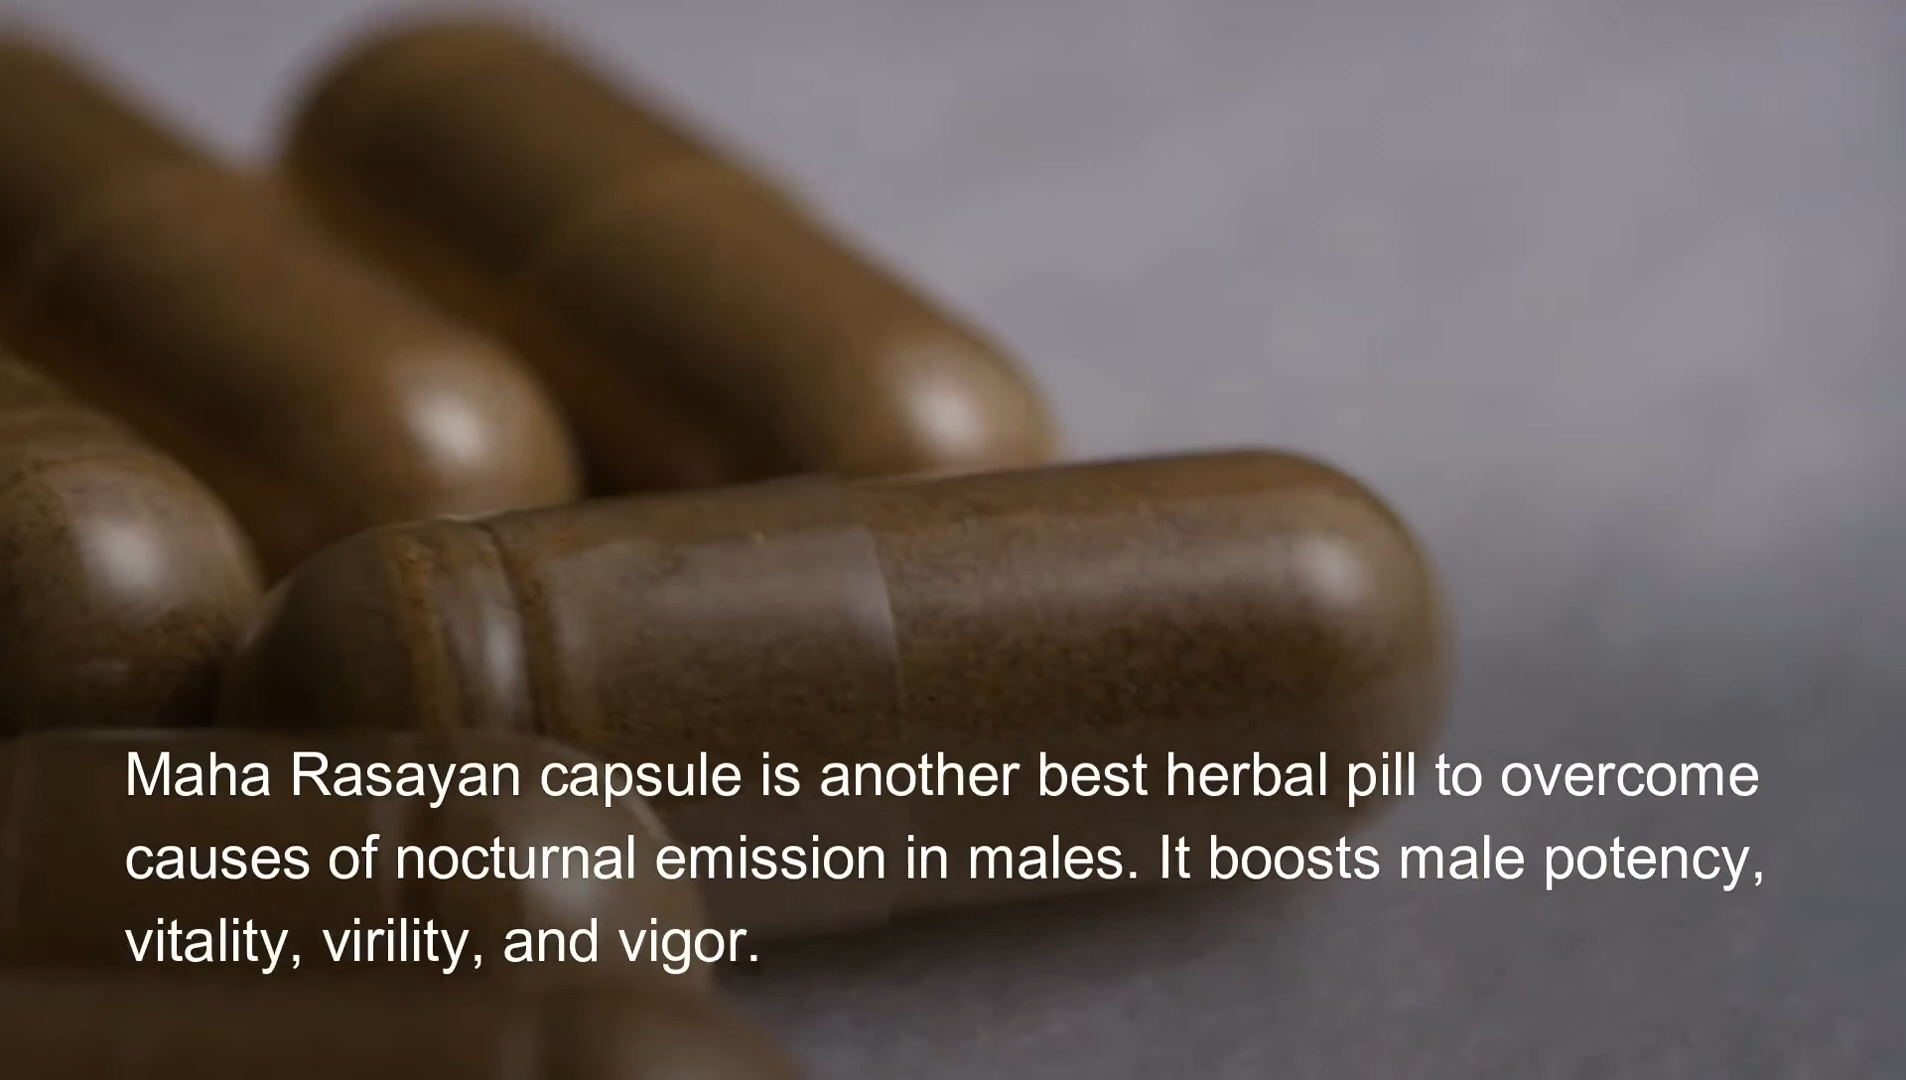 Maha Rasayan capsule is another best herbal pill to overcome
causes of nocturnal emission in males. It boosts male potency,
vitality, virility, and vigor.